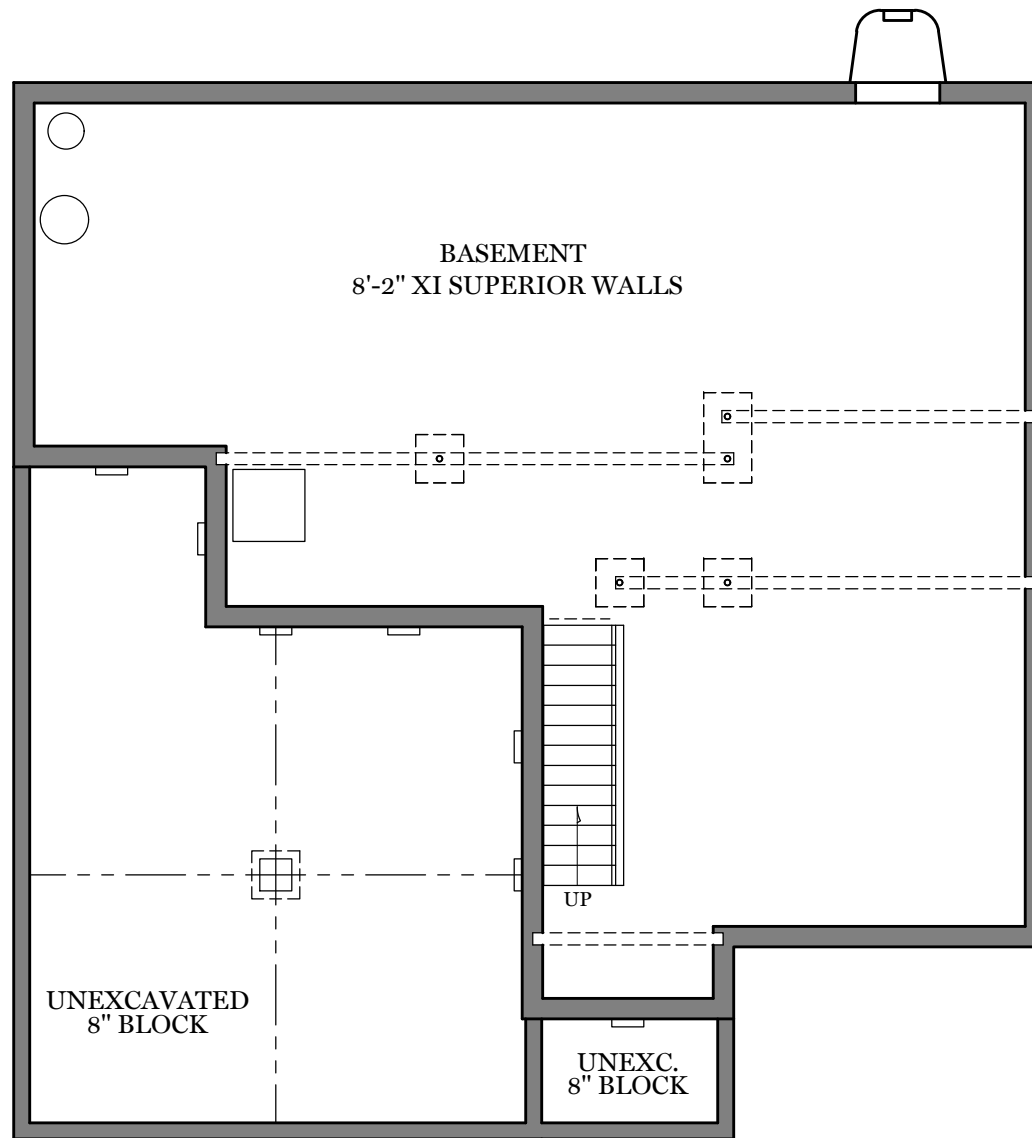 BASEMENT
8'-2" XI SUPERIOR WALLS
UP
UNEXCAVATED
8" BLOCK
UNEXC.
8" BLOCK